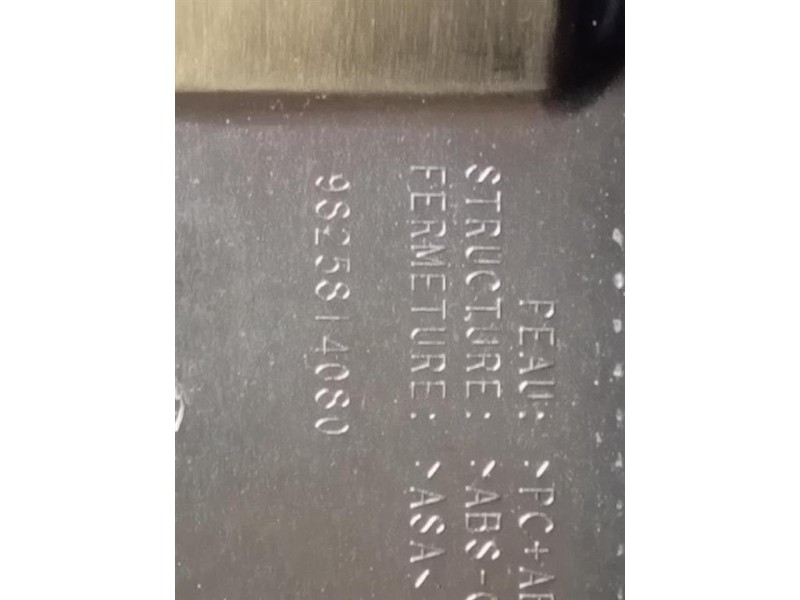 PEAU: >PC+AB
STRUCTURE: >ABS-
FERMETURE: >ASA<
9825814080